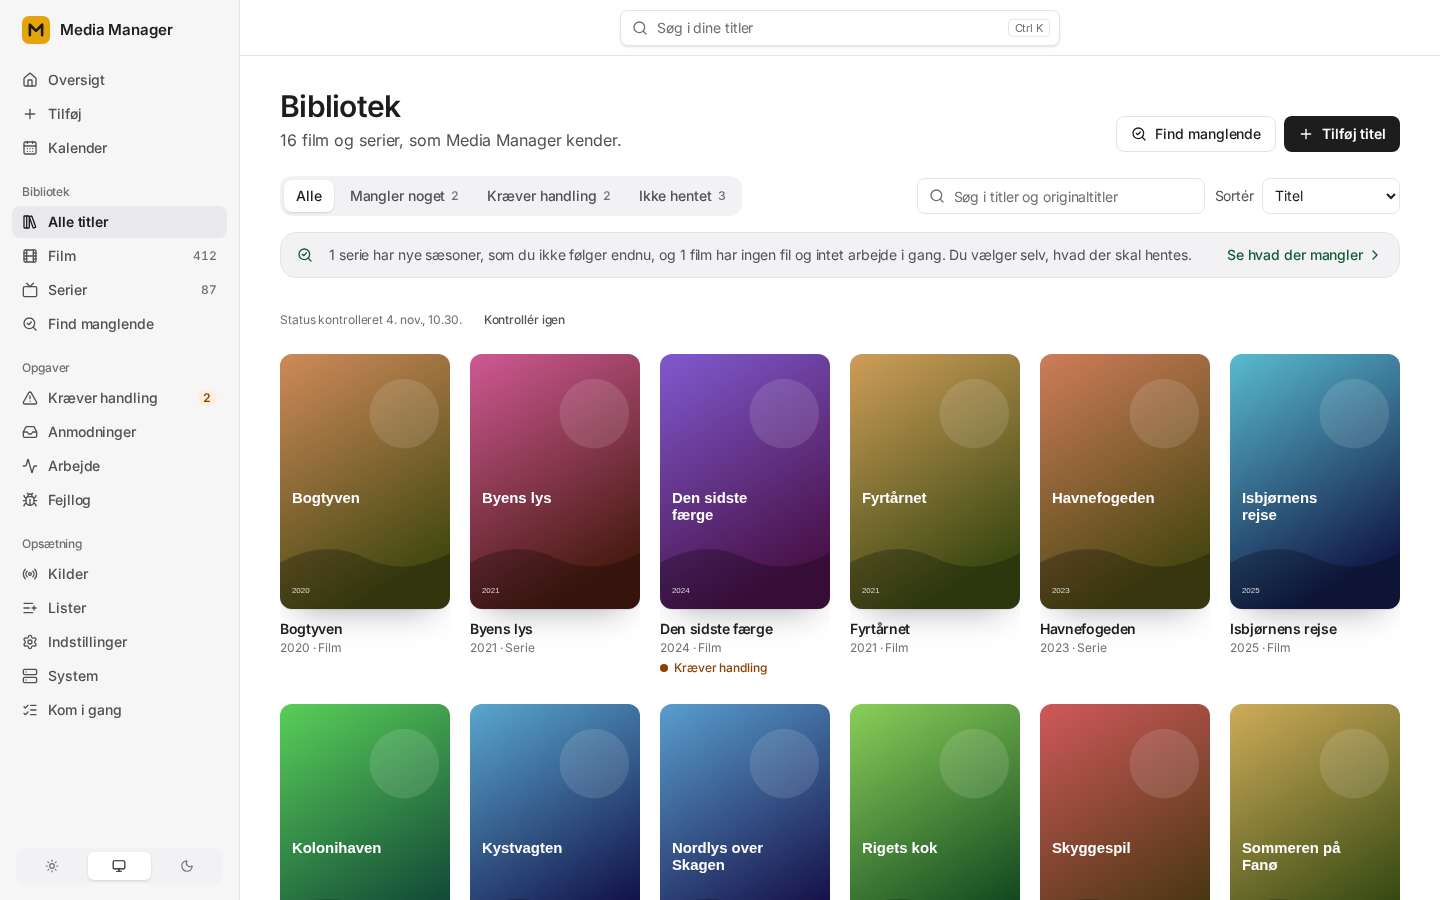 Media Manager
Søg i dine titler
Ctrl K
Oversigt
Tilføj
Kalender
Bibliotek
Alle titler
Film 412
Serier 87
Find manglende
Opgaver
Kræver handling 2
Anmodninger
Arbejde
Fejllog
Opsætning
Kilder
Lister
Indstillinger
System
Kom i gang
Bibliotek
16 film og serier, som Media Manager kender.
Find manglende
Tilføj titel
Alle
Mangler noget 2
Kræver handling 2
Ikke hentet 3
Søg i titler og originaltitler
Sortér
Titel
1 serie har nye sæsoner, som du ikke følger endnu, og 1 film har ingen fil og intet arbejde i gang. Du vælger selv, hvad der skal hentes.
Se hvad der mangler
Status kontrolleret 4. nov., 10.30.
Kontrollér igen
Bogtyven
2020
Bogtyven
2020 · Film
Byens lys
2021
Byens lys
2021 · Serie
Den sidste
færge
2024
Den sidste færge
2024 · Film
Kræver handling
Fyrtårnet
2021
Fyrtårnet
2021 · Film
Havnefogeden
2023
Havnefogeden
2023 · Serie
Isbjørnens
rejse
2025
Isbjørnens rejse
2025 · Film
Kolonihaven
Kystvagten
Nordlys over
Skagen
Rigets kok
Skyggespil
Sommeren på
Fanø